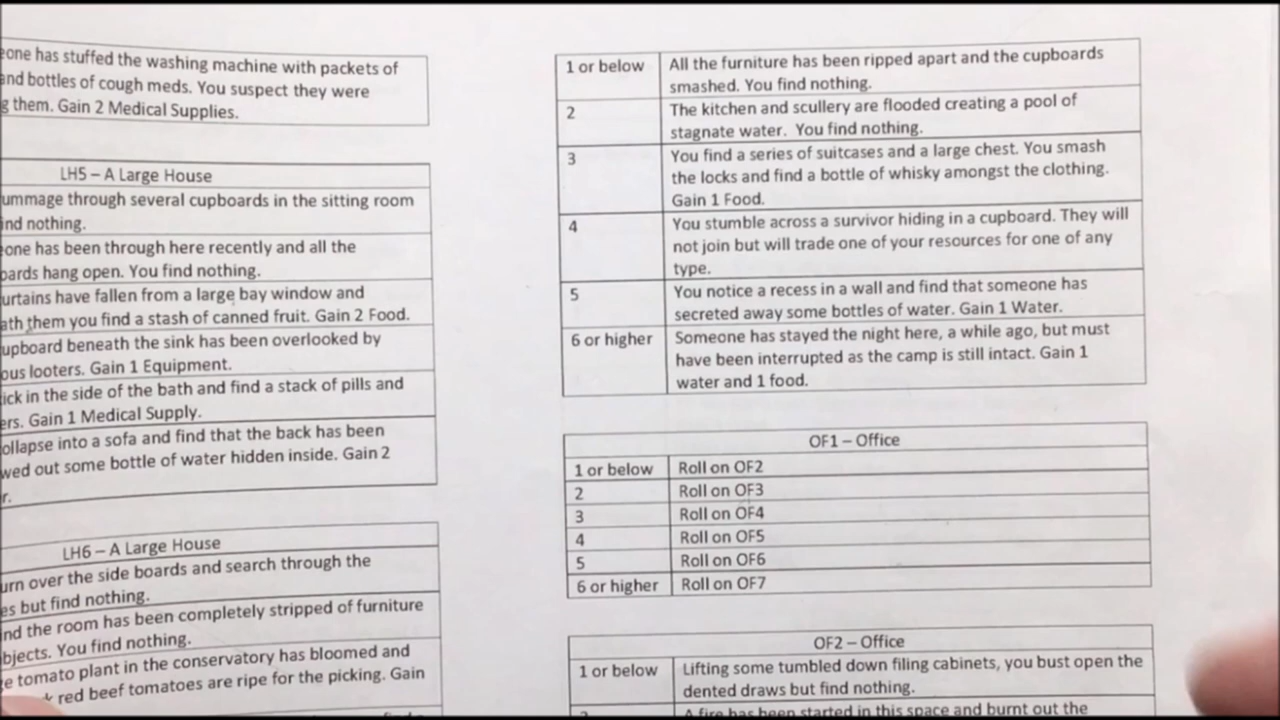 one has stuffed the washing machine with packets of
and bottles of cough meds. You suspect they were
g them. Gain 2 Medical Supplies.
LH5 – A Large House
ummage through several cupboards in the sitting room
ind nothing.
one has been through here recently and all the
oards hang open. You find nothing.
urtains have fallen from a large bay window and
ath them you find a stash of canned fruit. Gain 2 Food.
upboard beneath the sink has been overlooked by
ous looters. Gain 1 Equipment.
ick in the side of the bath and find a stack of pills and
ers. Gain 1 Medical Supply.
ollapse into a sofa and find that the back has been
wed out some bottle of water hidden inside. Gain 2
r.
LH6 – A Large House
urn over the side boards and search through the
es but find nothing.
nd the room has been completely stripped of furniture
bjects. You find nothing.
e tomato plant in the conservatory has bloomed and
red beef tomatoes are ripe for the picking. Gain
1 or below All the furniture has been ripped apart and the cupboards
smashed. You find nothing.
2 The kitchen and scullery are flooded creating a pool of
stagnate water. You find nothing.
3 You find a series of suitcases and a large chest. You smash
the locks and find a bottle of whisky amongst the clothing.
Gain 1 Food.
4 You stumble across a survivor hiding in a cupboard. They will
not join but will trade one of your resources for one of any
type.
5 You notice a recess in a wall and find that someone has
secreted away some bottles of water. Gain 1 Water.
6 or higher Someone has stayed the night here, a while ago, but must
have been interrupted as the camp is still intact. Gain 1
water and 1 food.
OF1 – Office
1 or below Roll on OF2
2 Roll on OF3
3 Roll on OF4
4 Roll on OF5
5 Roll on OF6
6 or higher Roll on OF7
OF2 – Office
1 or below Lifting some tumbled down filing cabinets, you bust open the
dented draws but find nothing.
A fire has been started in this space and burnt out the